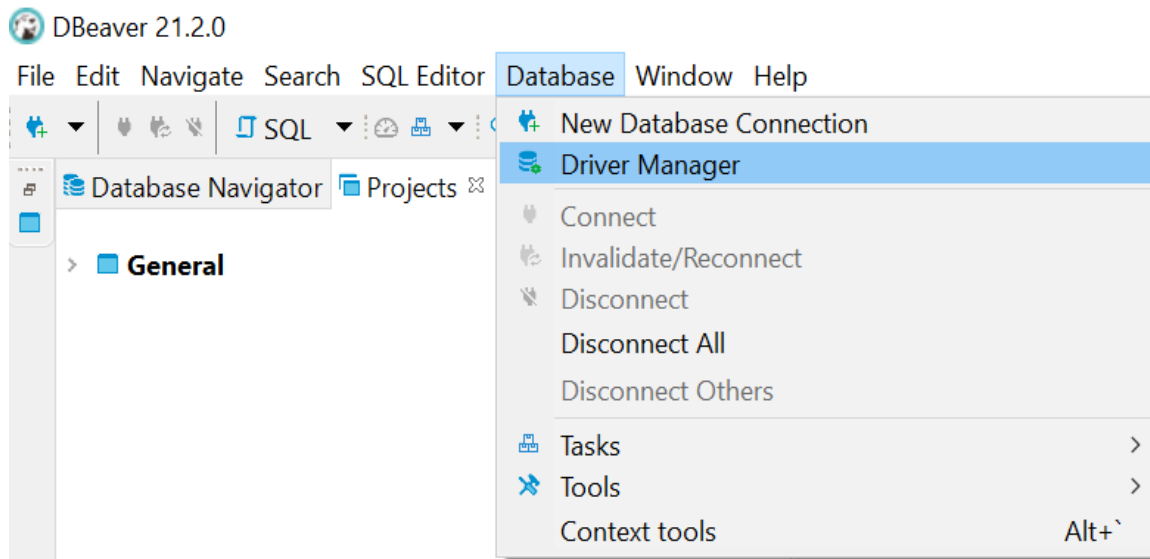 DBeaver 21.2.0
File Edit Navigate Search SQL Editor Database Window Help
SQL
New Database Connection
Driver Manager
Database Navigator Projects
Connect
General
Invalidate/Reconnect
Disconnect
Disconnect All
Disconnect Others
Tasks
Tools
Context tools Alt+`